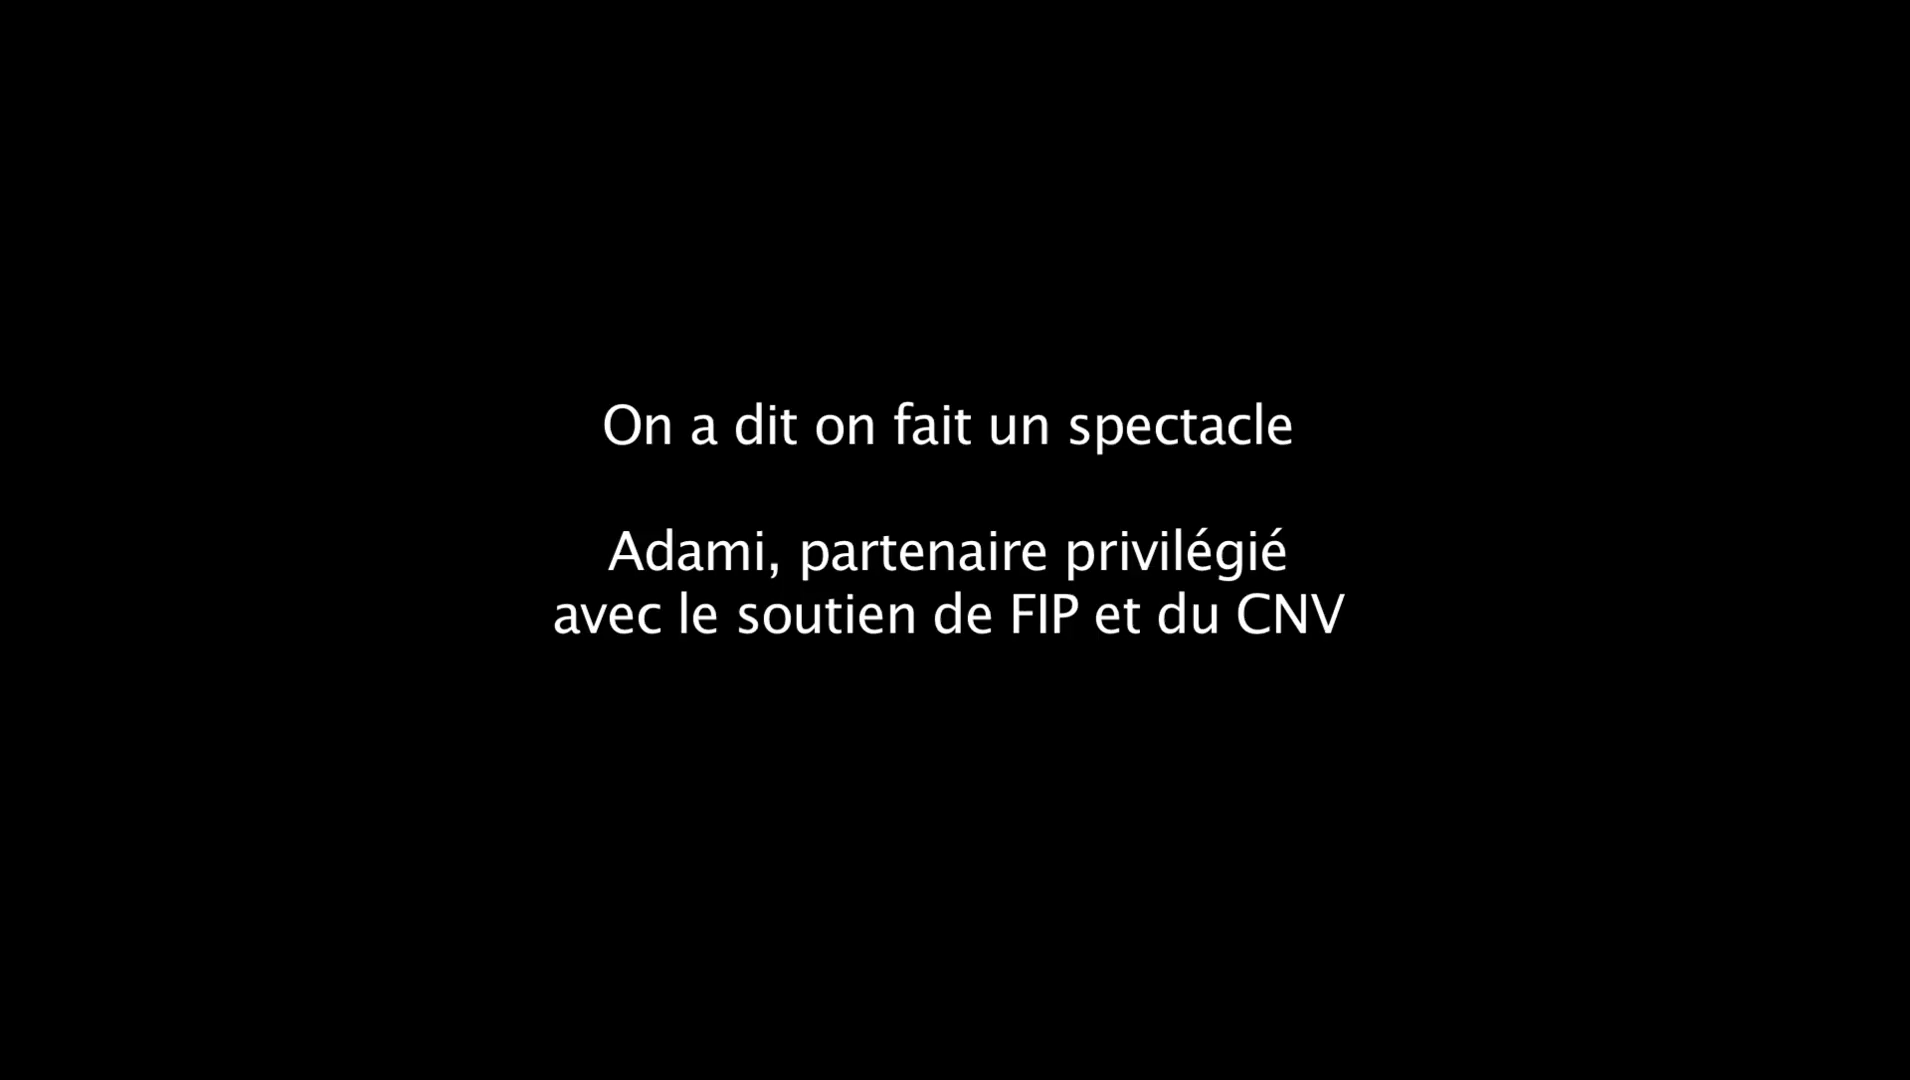 On a dit on fait un spectacle
Adami, partenaire privilégié
avec le soutien de FIP et du CNV